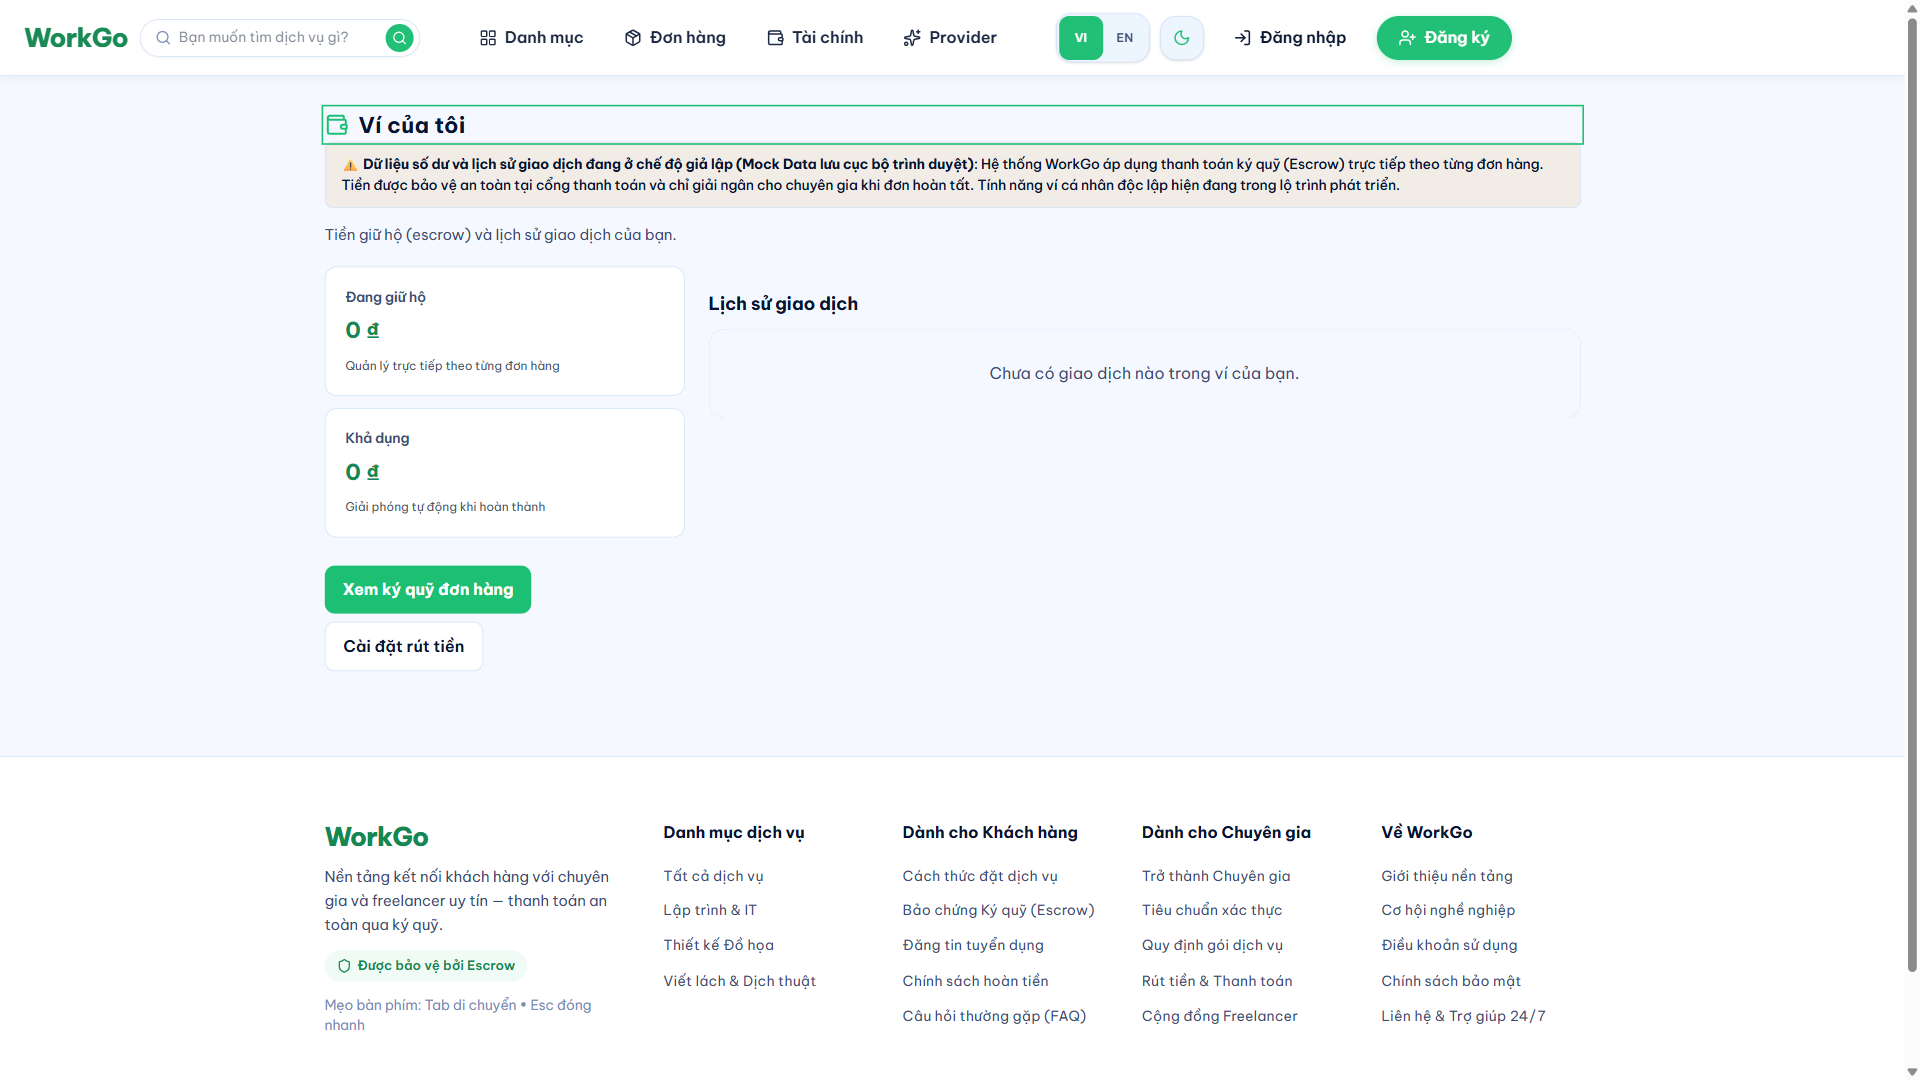 WorkGo
Bạn muốn tìm dịch vụ gì?
Danh mục
Đơn hàng
Tài chính
Provider
VI
EN
Đăng nhập
Đăng ký
Ví của tôi
⚠️ Dữ liệu số dư và lịch sử giao dịch đang ở chế độ giả lập (Mock Data lưu cục bộ trình duyệt): Hệ thống WorkGo áp dụng thanh toán ký quỹ (Escrow) trực tiếp theo từng đơn hàng.
Tiền được bảo vệ an toàn tại cổng thanh toán và chỉ giải ngân cho chuyên gia khi đơn hoàn tất. Tính năng ví cá nhân độc lập hiện đang trong lộ trình phát triển.
Tiền giữ hộ (escrow) và lịch sử giao dịch của bạn.
Đang giữ hộ
0 ₫
Quản lý trực tiếp theo từng đơn hàng
Khả dụng
0 ₫
Giải phóng tự động khi hoàn thành
Xem ký quỹ đơn hàng
Cài đặt rút tiền
Lịch sử giao dịch
Chưa có giao dịch nào trong ví của bạn.
WorkGo
Nền tảng kết nối khách hàng với chuyên
gia và freelancer uy tín — thanh toán an
toàn qua ký quỹ.
Được bảo vệ bởi Escrow
Mẹo bàn phím: Tab di chuyển • Esc đóng
nhanh
Danh mục dịch vụ
Tất cả dịch vụ
Lập trình & IT
Thiết kế Đồ họa
Viết lách & Dịch thuật
Dành cho Khách hàng
Cách thức đặt dịch vụ
Bảo chứng Ký quỹ (Escrow)
Đăng tin tuyển dụng
Chính sách hoàn tiền
Câu hỏi thường gặp (FAQ)
Dành cho Chuyên gia
Trở thành Chuyên gia
Tiêu chuẩn xác thực
Quy định gói dịch vụ
Rút tiền & Thanh toán
Cộng đồng Freelancer
Về WorkGo
Giới thiệu nền tảng
Cơ hội nghề nghiệp
Điều khoản sử dụng
Chính sách bảo mật
Liên hệ & Trợ giúp 24/7